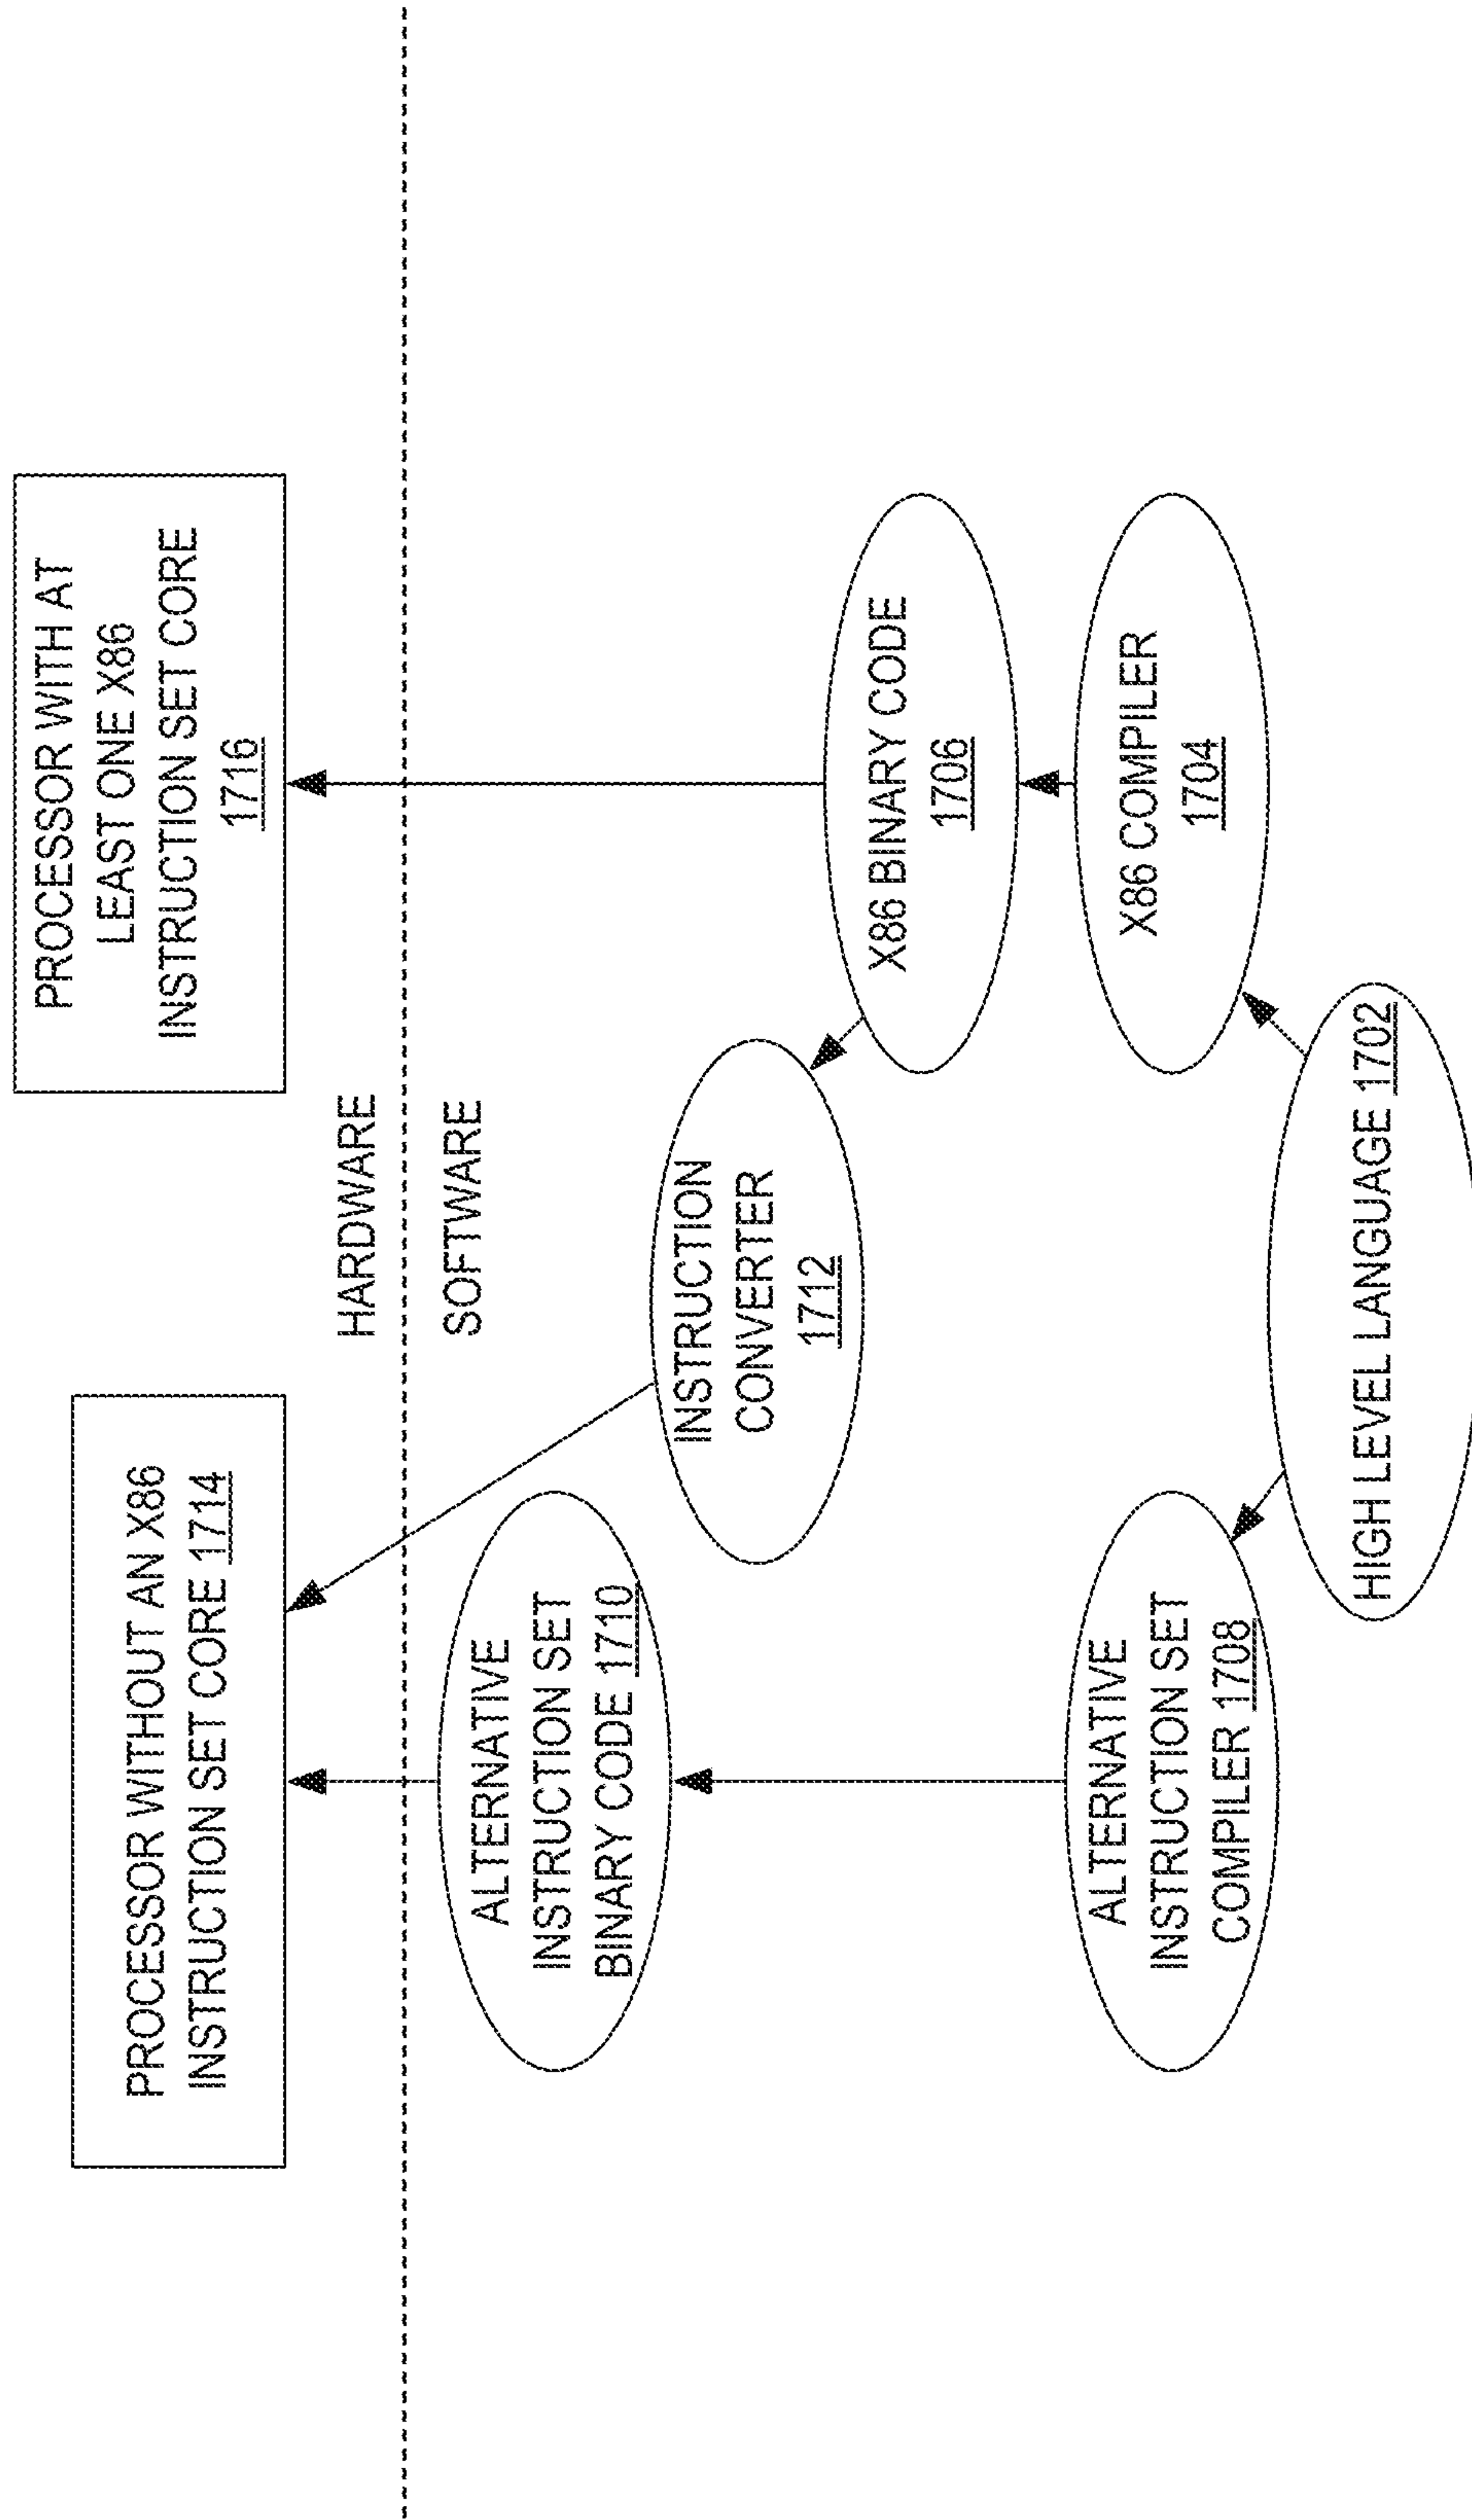 PROCESSOR WITHOUT AN X86
INSTRUCTION SET CORE 1714
PROCESSOR WITH AT
LEAST ONE X86
INSTRUCTION SET CORE
1716
HARDWARE
SOFTWARE
ALTERNATIVE
INSTRUCTION SET
BINARY CODE 1710
INSTRUCTION
CONVERTER
1712
X86 BINARY CODE
1706
ALTERNATIVE
INSTRUCTION SET
COMPILER 1708
X86 COMPILER
1704
HIGH LEVEL LANGUAGE 1702